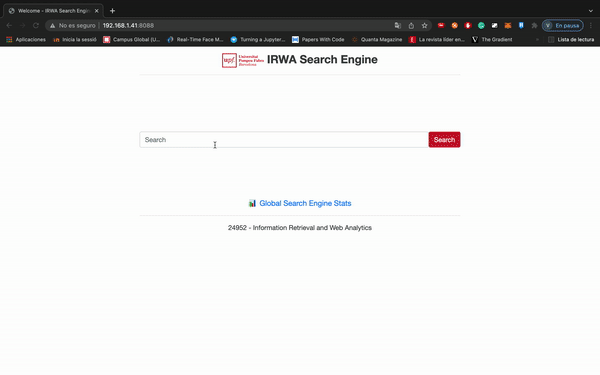 Welcome - IRWA Search Engin
No es seguro
192.168.1.41:8088
En pausa
Aplicaciones
Inicia la sessió
Campus Global (U...
Real-Time Face M...
Turning a Jupyter...
Papers With Code
Quanta Magazine
La revista líder en...
The Gradient
Lista de lectura
upf.
Universitat
Pompeu Fabra
Barcelona
IRWA Search Engine
Search
Search
Global Search Engine Stats
24952 - Information Retrieval and Web Analytics